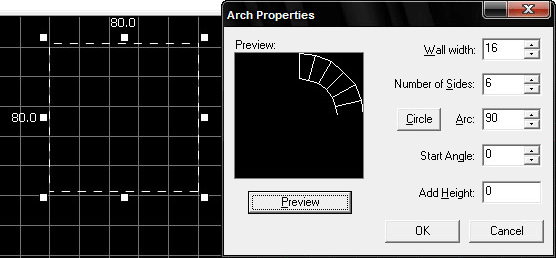 80.0
80.0
Arch Properties
Preview:
Wall width: 16
Number of Sides: 6
Circle Arc: 90
Start Angle: 0
Add Height: 0
Preview
OK Cancel